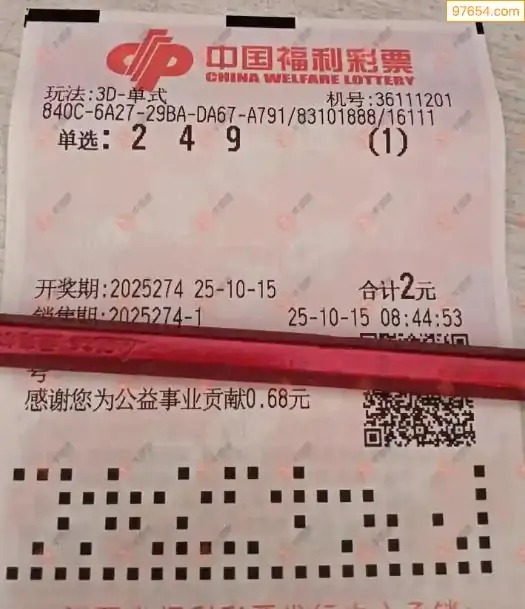 97654.com
中国福利彩票
CHINA WELFARE LOTTERY
玩法:3D-单式 机号:36111201
840C-6A27-29BA-DA67-A791/83101888/16111
单选: 2 4 9 (1)
开奖期:2025274 25-10-15 合计2元
销售期:2025274-1 25-10-15 08:44:53
号
感谢您为公益事业贡献0.68元